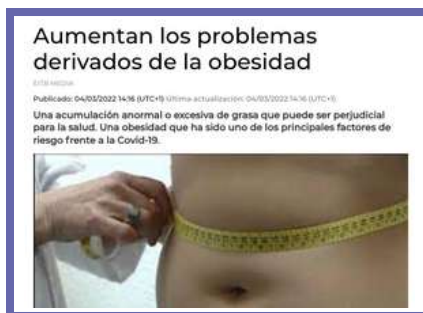 Aumentan los problemas
derivados de la obesidad
EITB MEDIA
Publicado: 04/03/2022 14:16 (UTC+1) Última actualización: 04/03/2022 14:16 (UTC+1)
Una acumulación anormal o excesiva de grasa que puede ser perjudicial
para la salud. Una obesidad que ha sido uno de los principales factores de
riesgo frente a la Covid-19.